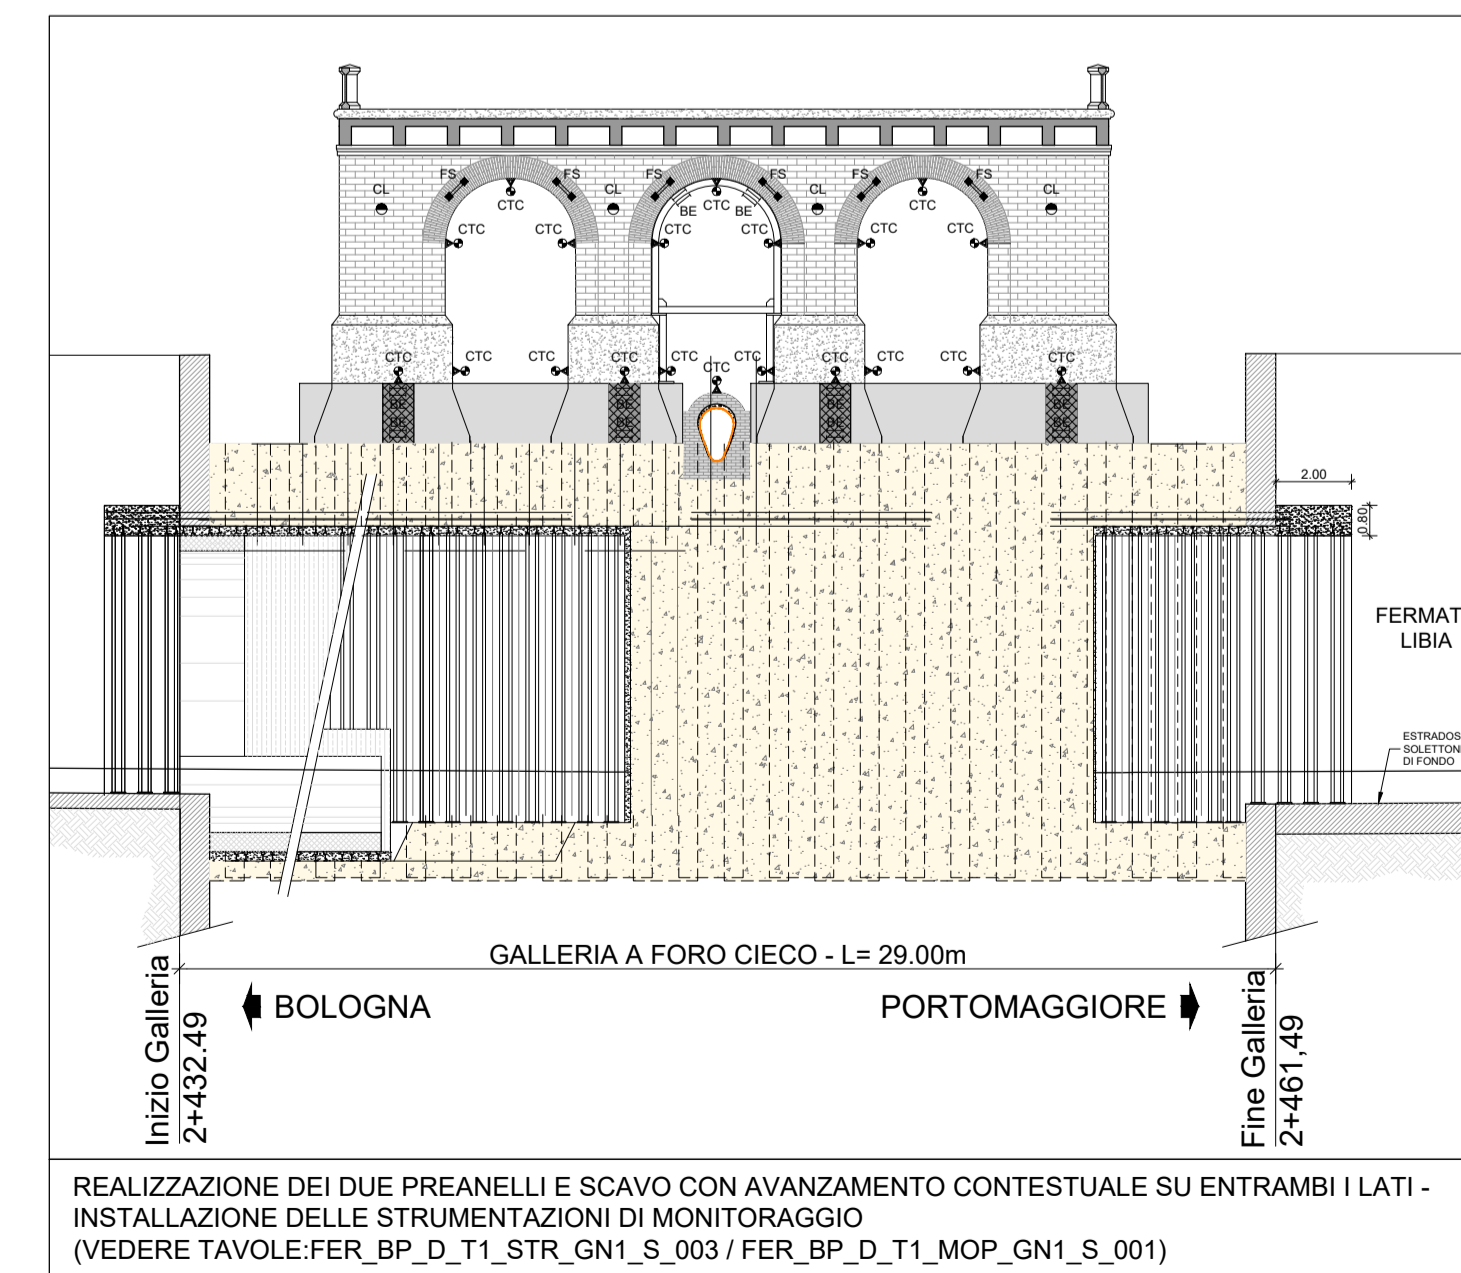 FS FS FS FS FS FS
CL CTC CL BE CTC BE CL CTC CL
CTC CTC CTC CTC CTC CTC
CTC CTC CTC CTC CTC CTC CTC CTC CTC CTC CTC
BE BE BE BE
BE BE BE BE
2.00
0.80
FERMAT
LIBIA
ESTRADOS
SOLETTON
DI FONDO
GALLERIA A FORO CIECO - L= 29.00m
BOLOGNA PORTOMAGGIORE
Inizio Galleria
2+432.49
Fine Galleria
2+461,49
REALIZZAZIONE DEI DUE PREANELLI E SCAVO CON AVANZAMENTO CONTESTUALE SU ENTRAMBI I LATI -
INSTALLAZIONE DELLE STRUMENTAZIONI DI MONITORAGGIO
(VEDERE TAVOLE:FER_BP_D_T1_STR_GN1_S_003 / FER_BP_D_T1_MOP_GN1_S_001)